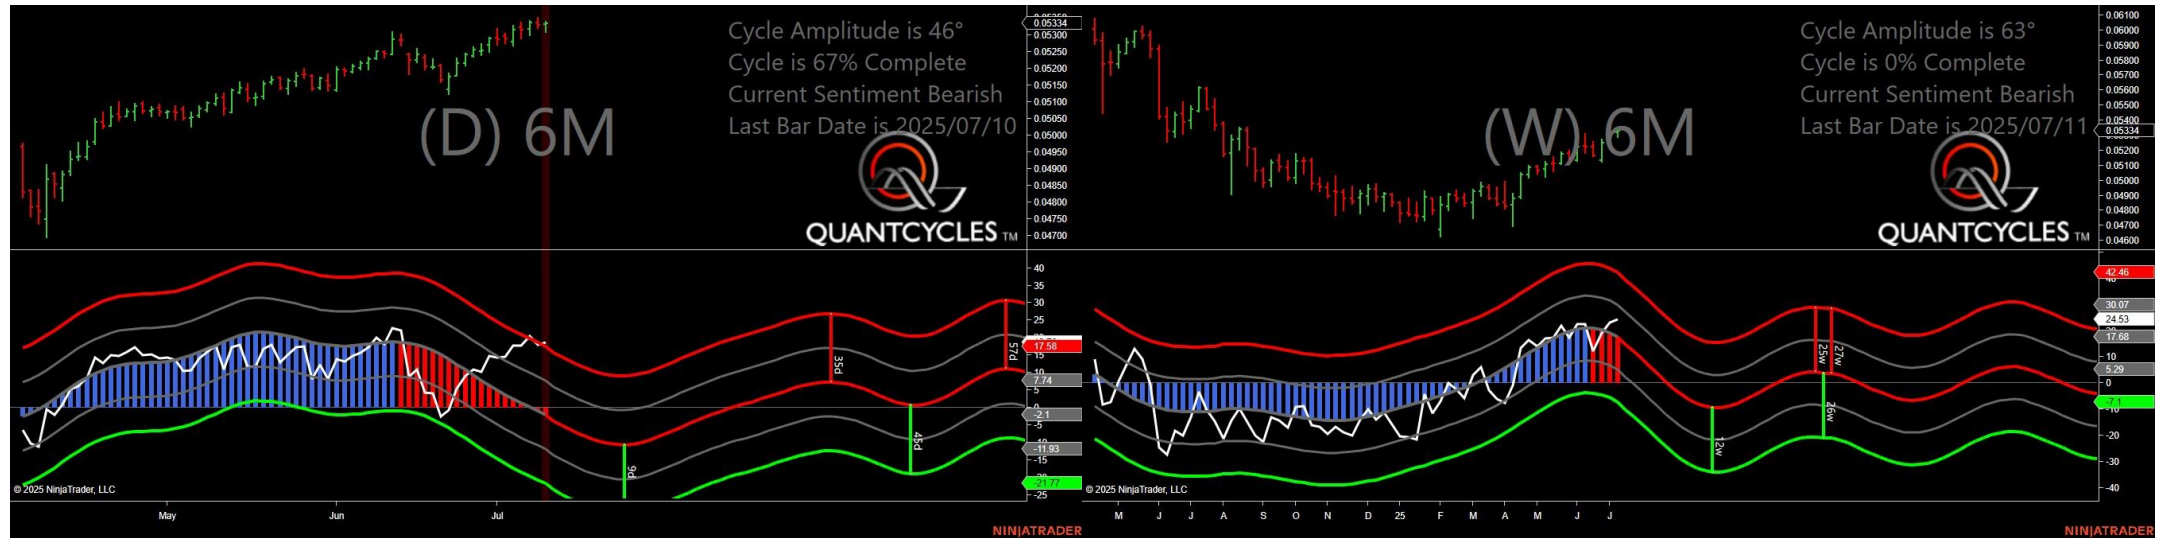 0.05334
0.05300
0.05250
0.05200
0.05150
0.05100
0.05050
0.05000
0.04950
0.04900
0.04850
0.04800
0.04750
0.04700
Cycle Amplitude is 46°
Cycle is 67% Complete
Current Sentiment Bearish
Last Bar Date is 2025/07/10
(D) 6M
QUANTCYCLES TM
40
35
30
25
17.58
15
10
7.74
5
-2.1
-5
-11.93
-15
-21.77
-25
9d
35d
45d
57d
© 2025 NinjaTrader, LLC
May
Jun
Jul
NINJATRADER
0.06100
0.06000
0.05900
0.05800
0.05700
0.05600
0.05500
0.05400
0.05334
0.05200
0.05100
0.05000
0.04900
0.04800
0.04700
0.04600
Cycle Amplitude is 63°
Cycle is 0% Complete
Current Sentiment Bearish
Last Bar Date is 2025/07/11
(W) 6M
QUANTCYCLES TM
42.46
30.07
24.53
17.68
10
5.29
0
-7.1
-10
-20
-30
-40
12w
25w
27w
26w
© 2025 NinjaTrader, LLC
M
J
J
A
S
O
N
D
25
F
M
A
M
J
J
NINJATRADER